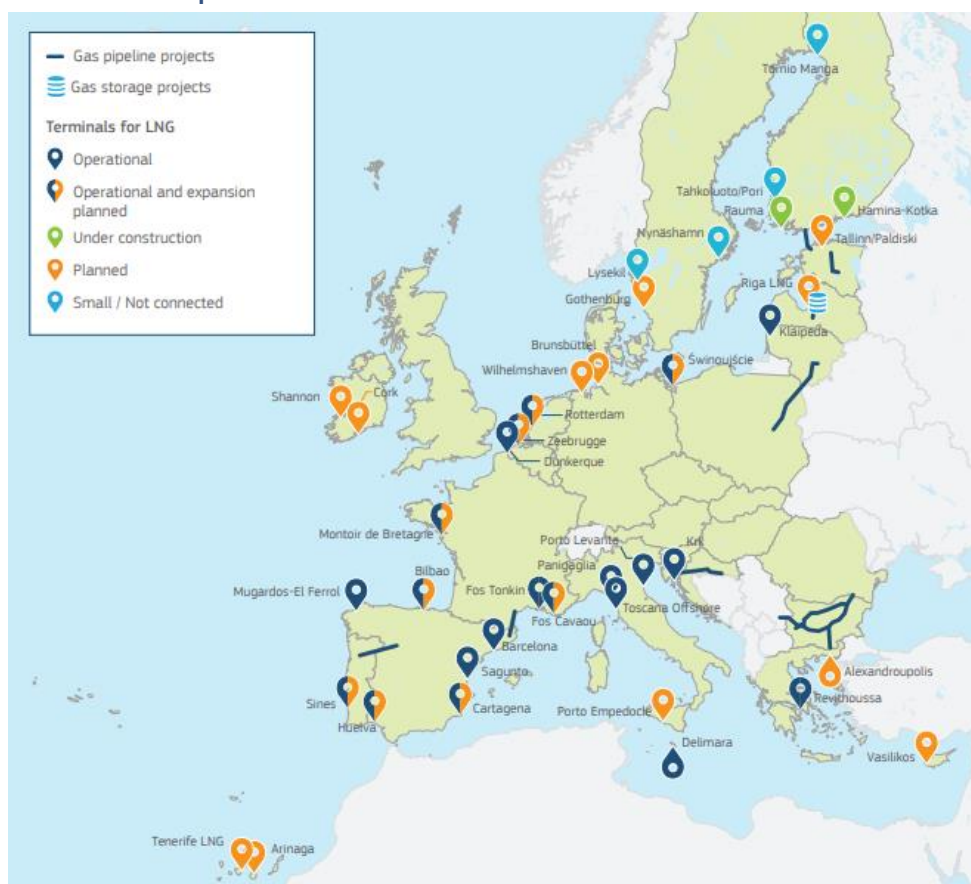 Gas pipeline projects
Gas storage projects
Terminals for LNG
Operational
Operational and expansion
planned
Under construction
Planned
Small / Not connected
Tornio Manga
Tahkoluoto/Pori
Rauma
Hamina-Kotka
Nynäshamn
Tallinn/Paldiski
Lysekil
Gothenburg
Riga LNG
Klaipeda
Brunsbüttel
Wilhelmshaven
Świnoujście
Shannon
Cork
Rotterdam
Zeebrugge
Dunkerque
Montoir de Bretagne
Porto Levante
Krk
Bilbao
Panigaglia
Mugardos-El Ferrol
Fos Tonkin
Toscana Offshore
Fos Cavaou
Barcelona
Sagunto
Alexandroupolis
Sines
Cartagena
Porto Empedocle
Revithoussa
Huelva
Delimara
Vasilikos
Tenerife LNG
Arinaga